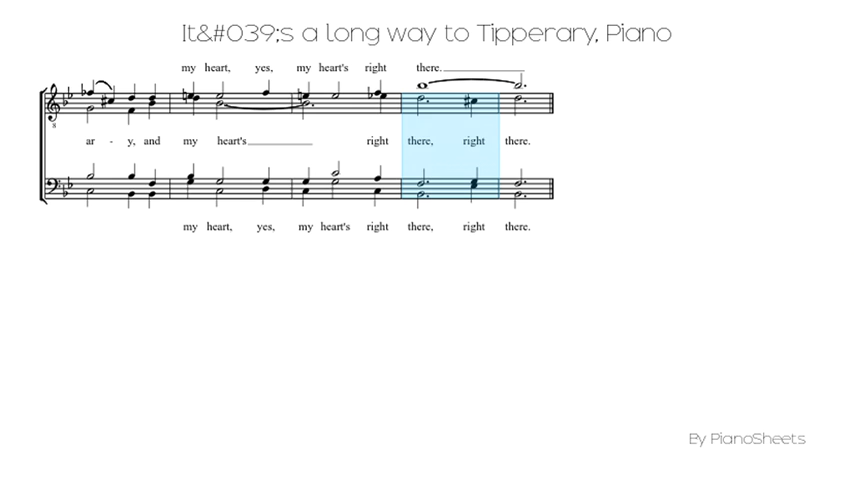 It&#039;s a long way to Tipperary, Piano
my heart, yes, my heart's right there.
8
ar - y, and my heart's right there, right there.
my heart, yes, my heart's right there, right there.
By PianoSheets